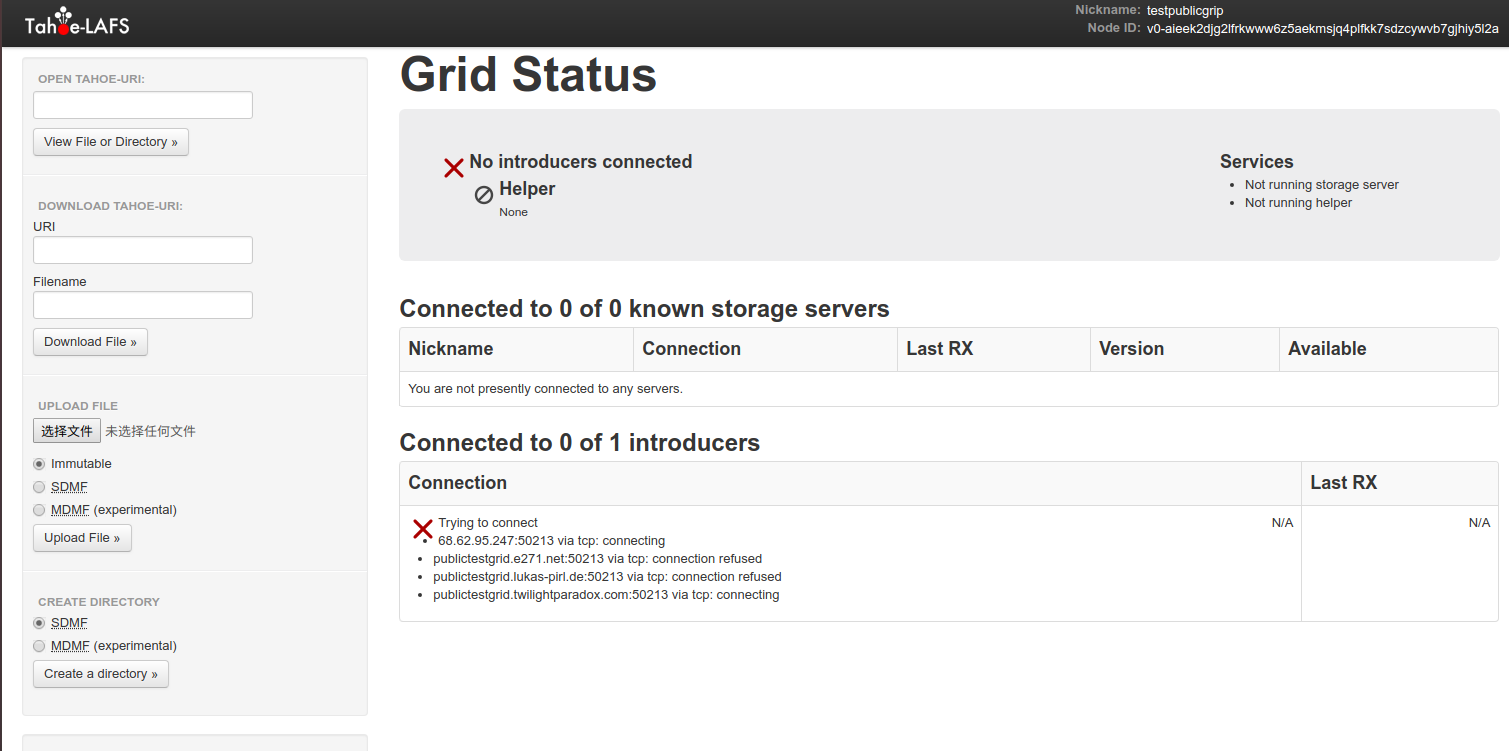 Tahoe-LAFS
Nickname: testpublicgrip
Node ID: v0-aieek2djg2lfrkwww6z5aekmsjq4plfkk7sdzcywvb7gjhiy5l2a
OPEN TAHOE-URI:
View File or Directory »
DOWNLOAD TAHOE-URI:
URI
Filename
Download File »
UPLOAD FILE
选择文件 未选择任何文件
Immutable
SDMF
MDMF (experimental)
Upload File »
CREATE DIRECTORY
SDMF
MDMF (experimental)
Create a directory »
Grid Status
No introducers connected
Helper
None
Services
Not running storage server
Not running helper
Connected to 0 of 0 known storage servers
Nickname Connection Last RX Version Available
You are not presently connected to any servers.
Connected to 0 of 1 introducers
Connection Last RX
Trying to connect N/A N/A
68.62.95.247:50213 via tcp: connecting
publictestgrid.e271.net:50213 via tcp: connection refused
publictestgrid.lukas-pirl.de:50213 via tcp: connection refused
publictestgrid.twilightparadox.com:50213 via tcp: connecting